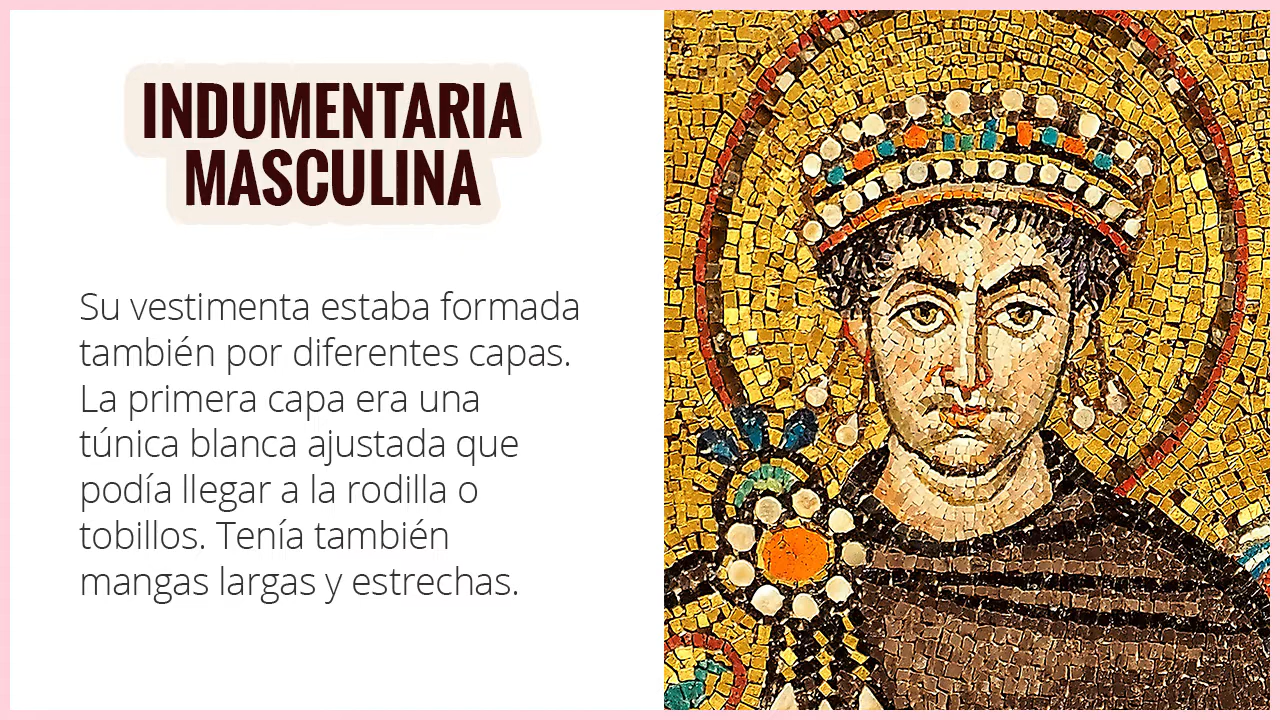 INDUMENTARIA
MASCULINA
Su vestimenta estaba formada
también por diferentes capas.
La primera capa era una
túnica blanca ajustada que
podía llegar a la rodilla o
tobillos. Tenía también
mangas largas y estrechas.